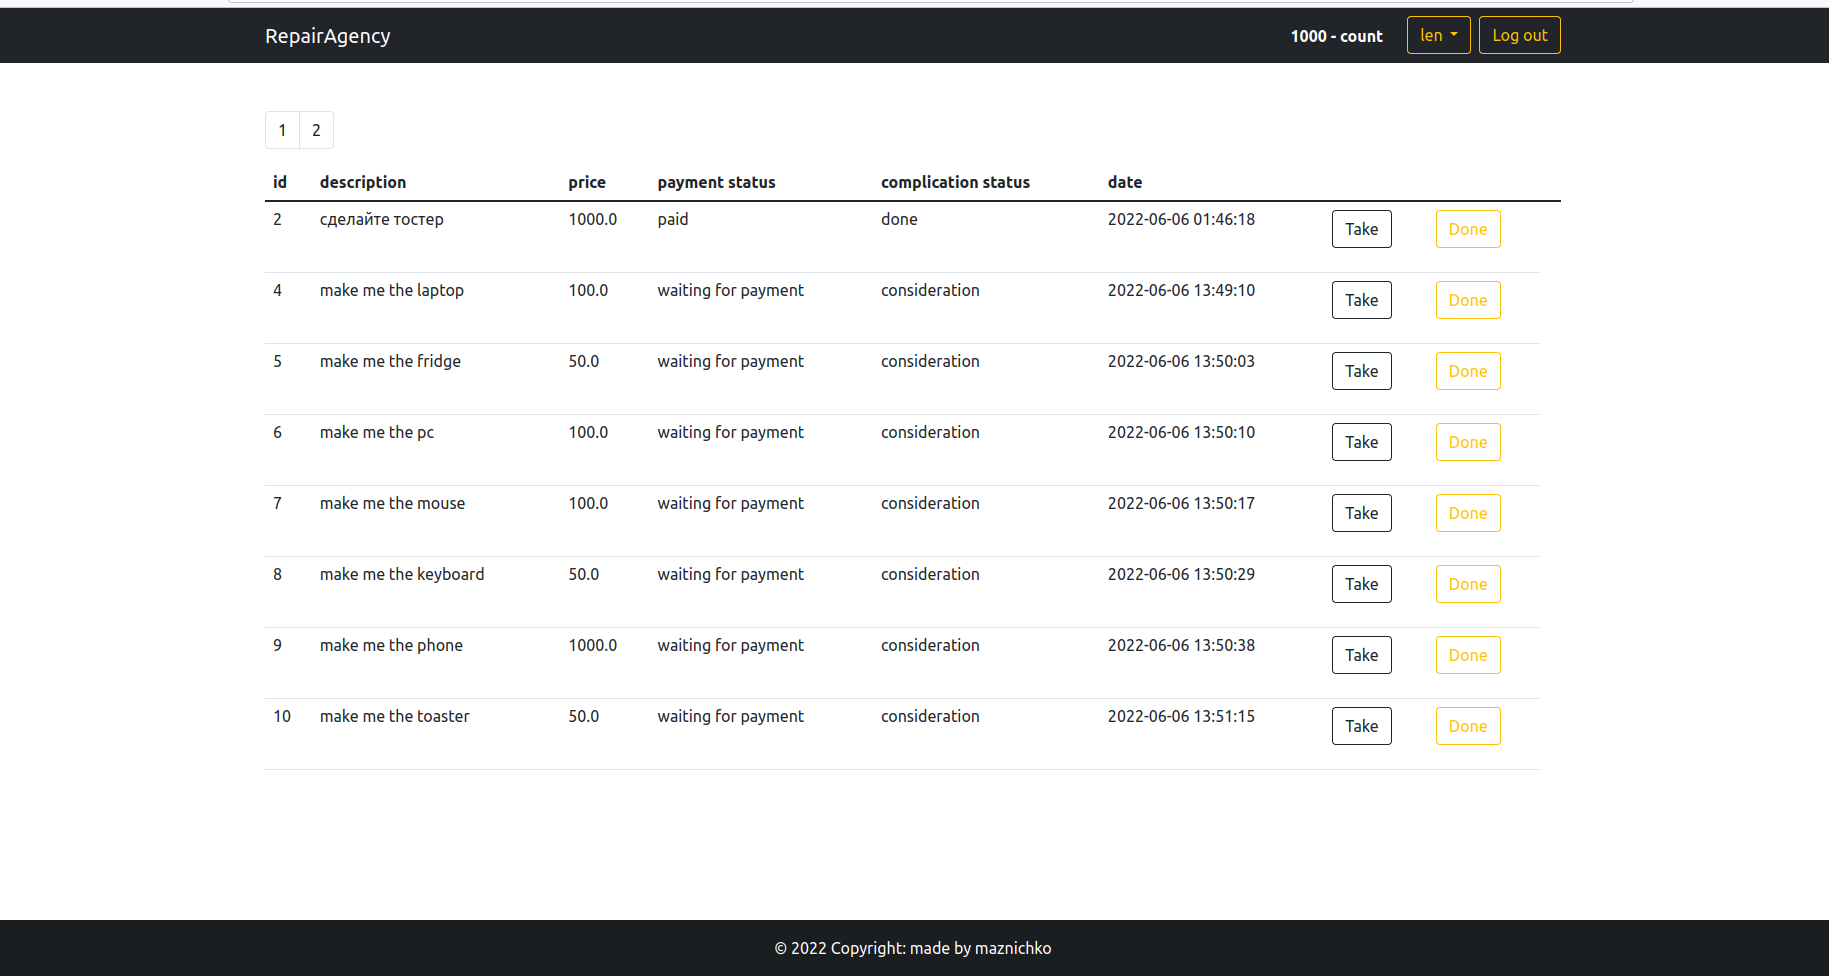 RepairAgency 1000 - count len Log out
1 2
id description price payment status complication status date
2 сделайте тостер 1000.0 paid done 2022-06-06 01:46:18 Take Done
4 make me the laptop 100.0 waiting for payment consideration 2022-06-06 13:49:10 Take Done
5 make me the fridge 50.0 waiting for payment consideration 2022-06-06 13:50:03 Take Done
6 make me the pc 100.0 waiting for payment consideration 2022-06-06 13:50:10 Take Done
7 make me the mouse 100.0 waiting for payment consideration 2022-06-06 13:50:17 Take Done
8 make me the keyboard 50.0 waiting for payment consideration 2022-06-06 13:50:29 Take Done
9 make me the phone 1000.0 waiting for payment consideration 2022-06-06 13:50:38 Take Done
10 make me the toaster 50.0 waiting for payment consideration 2022-06-06 13:51:15 Take Done
© 2022 Copyright: made by maznichko